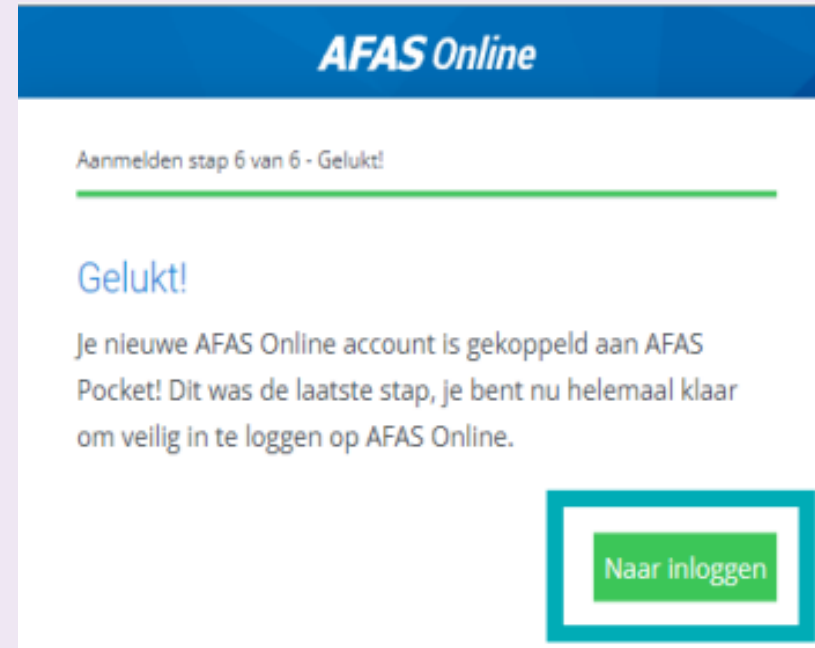 AFAS Online
Aanmelden stap 6 van 6 - Gelukt!
Gelukt!
Je nieuwe AFAS Online account is gekoppeld aan AFAS
Pocket! Dit was de laatste stap, je bent nu helemaal klaar
om veilig in te loggen op AFAS Online.
Naar inloggen